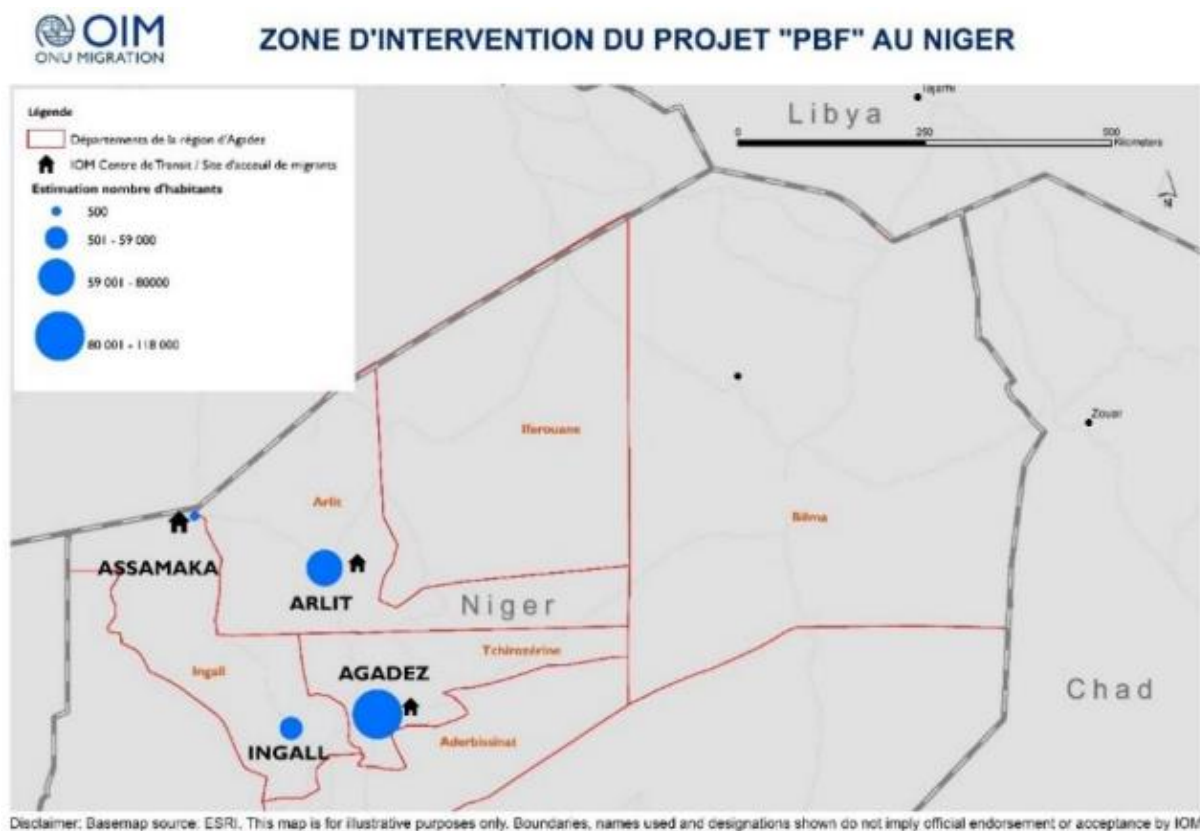 OIM
ONU MIGRATION
ZONE D'INTERVENTION DU PROJET "PBF" AU NIGER
Légende
Départements de la région d'Agadez
IOM Centre de Transit / Site d'acceuil de migrants
Estimation nombre d'habitants
500
501 - 59 000
59 001 - 80000
80 001 - 118 000
Libya
0 250 500
Kilometers
N
Zouar
Iferouane
Arlit
Bilma
ASSAMAKA
ARLIT
Niger
Tchirozérine
Ingall
AGADEZ
Chad
INGALL
Aderbissinat
Disclaimer: Basemap source: ESRI. This map is for illustrative purposes only. Boundaries, names used and designations shown do not imply official endorsement or acceptance by IOM